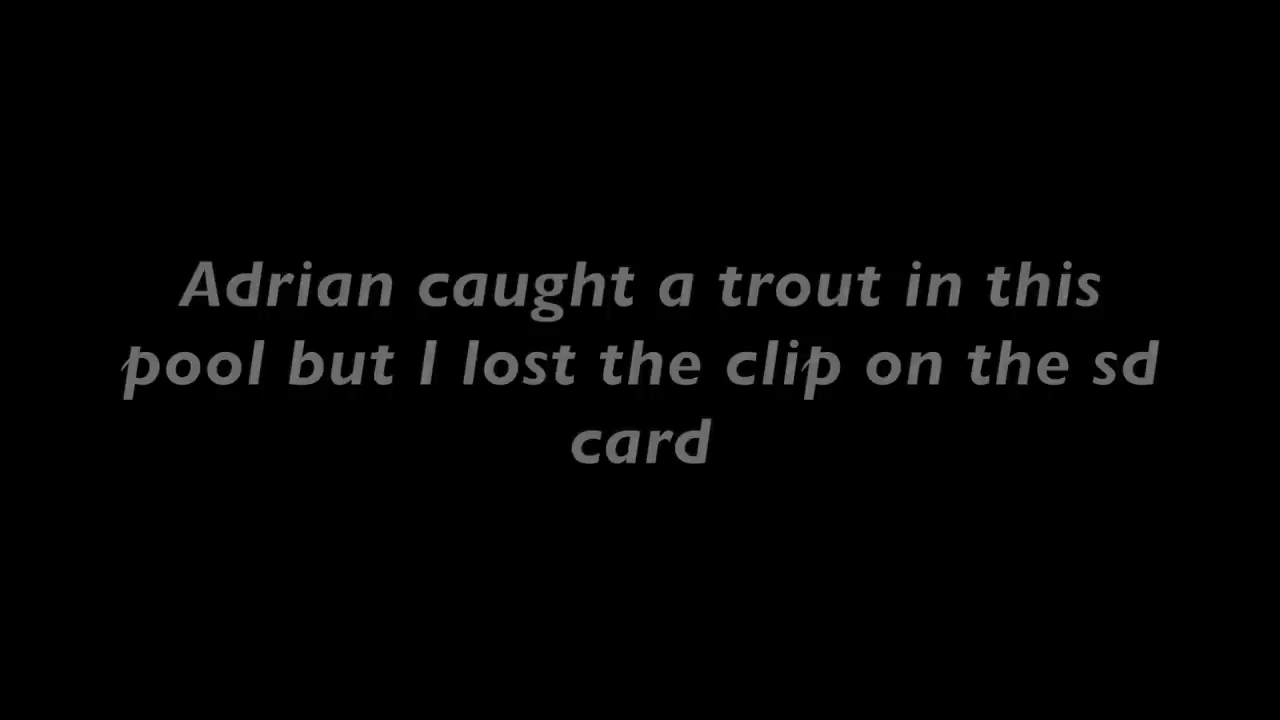 Adrian caught a trout in this
pool but I lost the clip on the sd
card